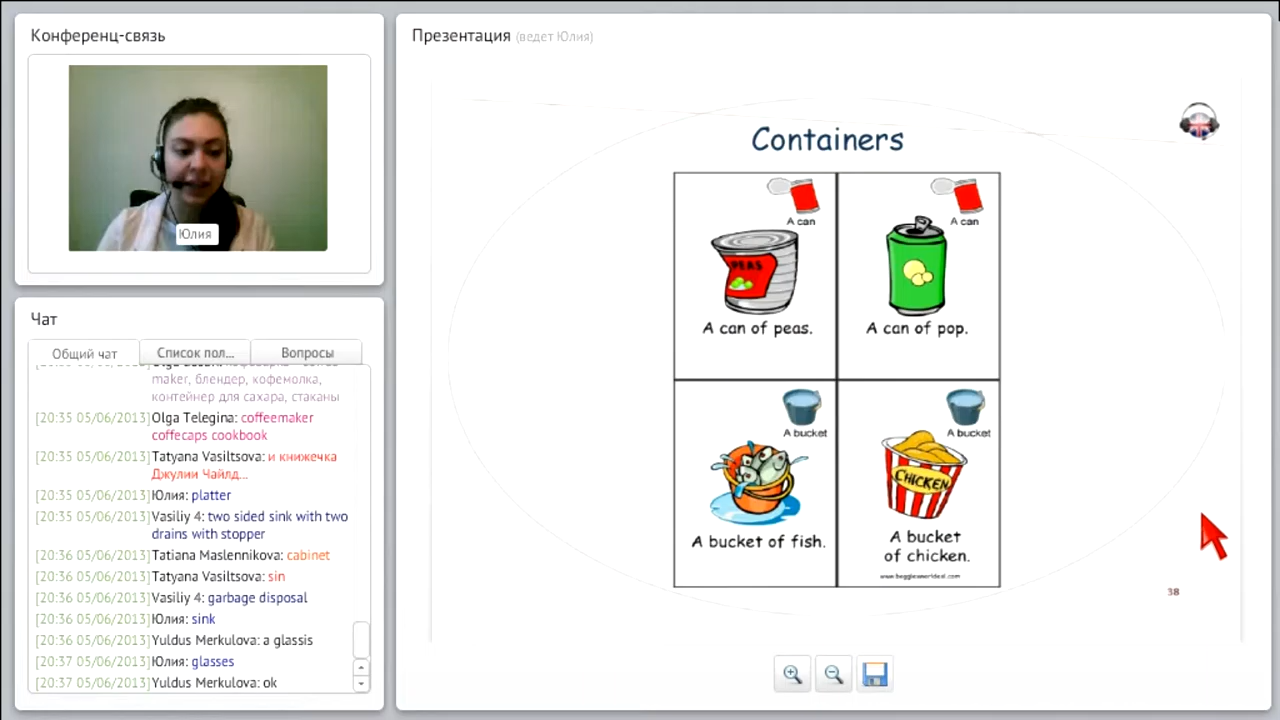 Конференц-связь
Юлия
Чат
Общий чат
Список пол...
Вопросы
maker, блендер, кофемолка,
контейнер для сахара, стаканы
[20:35 05/06/2013] Olga Telegina: coffeemaker
coffecaps cookbook
[20:35 05/06/2013] Tatyana Vasiltsova: и книжечка
Джулии Чайлд...
[20:35 05/06/2013] Юлия: platter
[20:35 05/06/2013] Vasiliy 4: two sided sink with two
drains with stopper
[20:36 05/06/2013] Tatiana Maslennikova: cabinet
[20:36 05/06/2013] Tatyana Vasiltsova: sin
[20:36 05/06/2013] Vasiliy 4: garbage disposal
[20:36 05/06/2013] Юлия: sink
[20:36 05/06/2013] Yuldus Merkulova: a glassis
[20:37 05/06/2013] Юлия: glasses
[20:37 05/06/2013] Yuldus Merkulova: ok
Презентация (ведет Юлия)
Containers
A can
PEAS
A can of peas.
A can
A can of pop.
A bucket
A bucket of fish.
A bucket
CHICKEN
A bucket
of chicken.
38